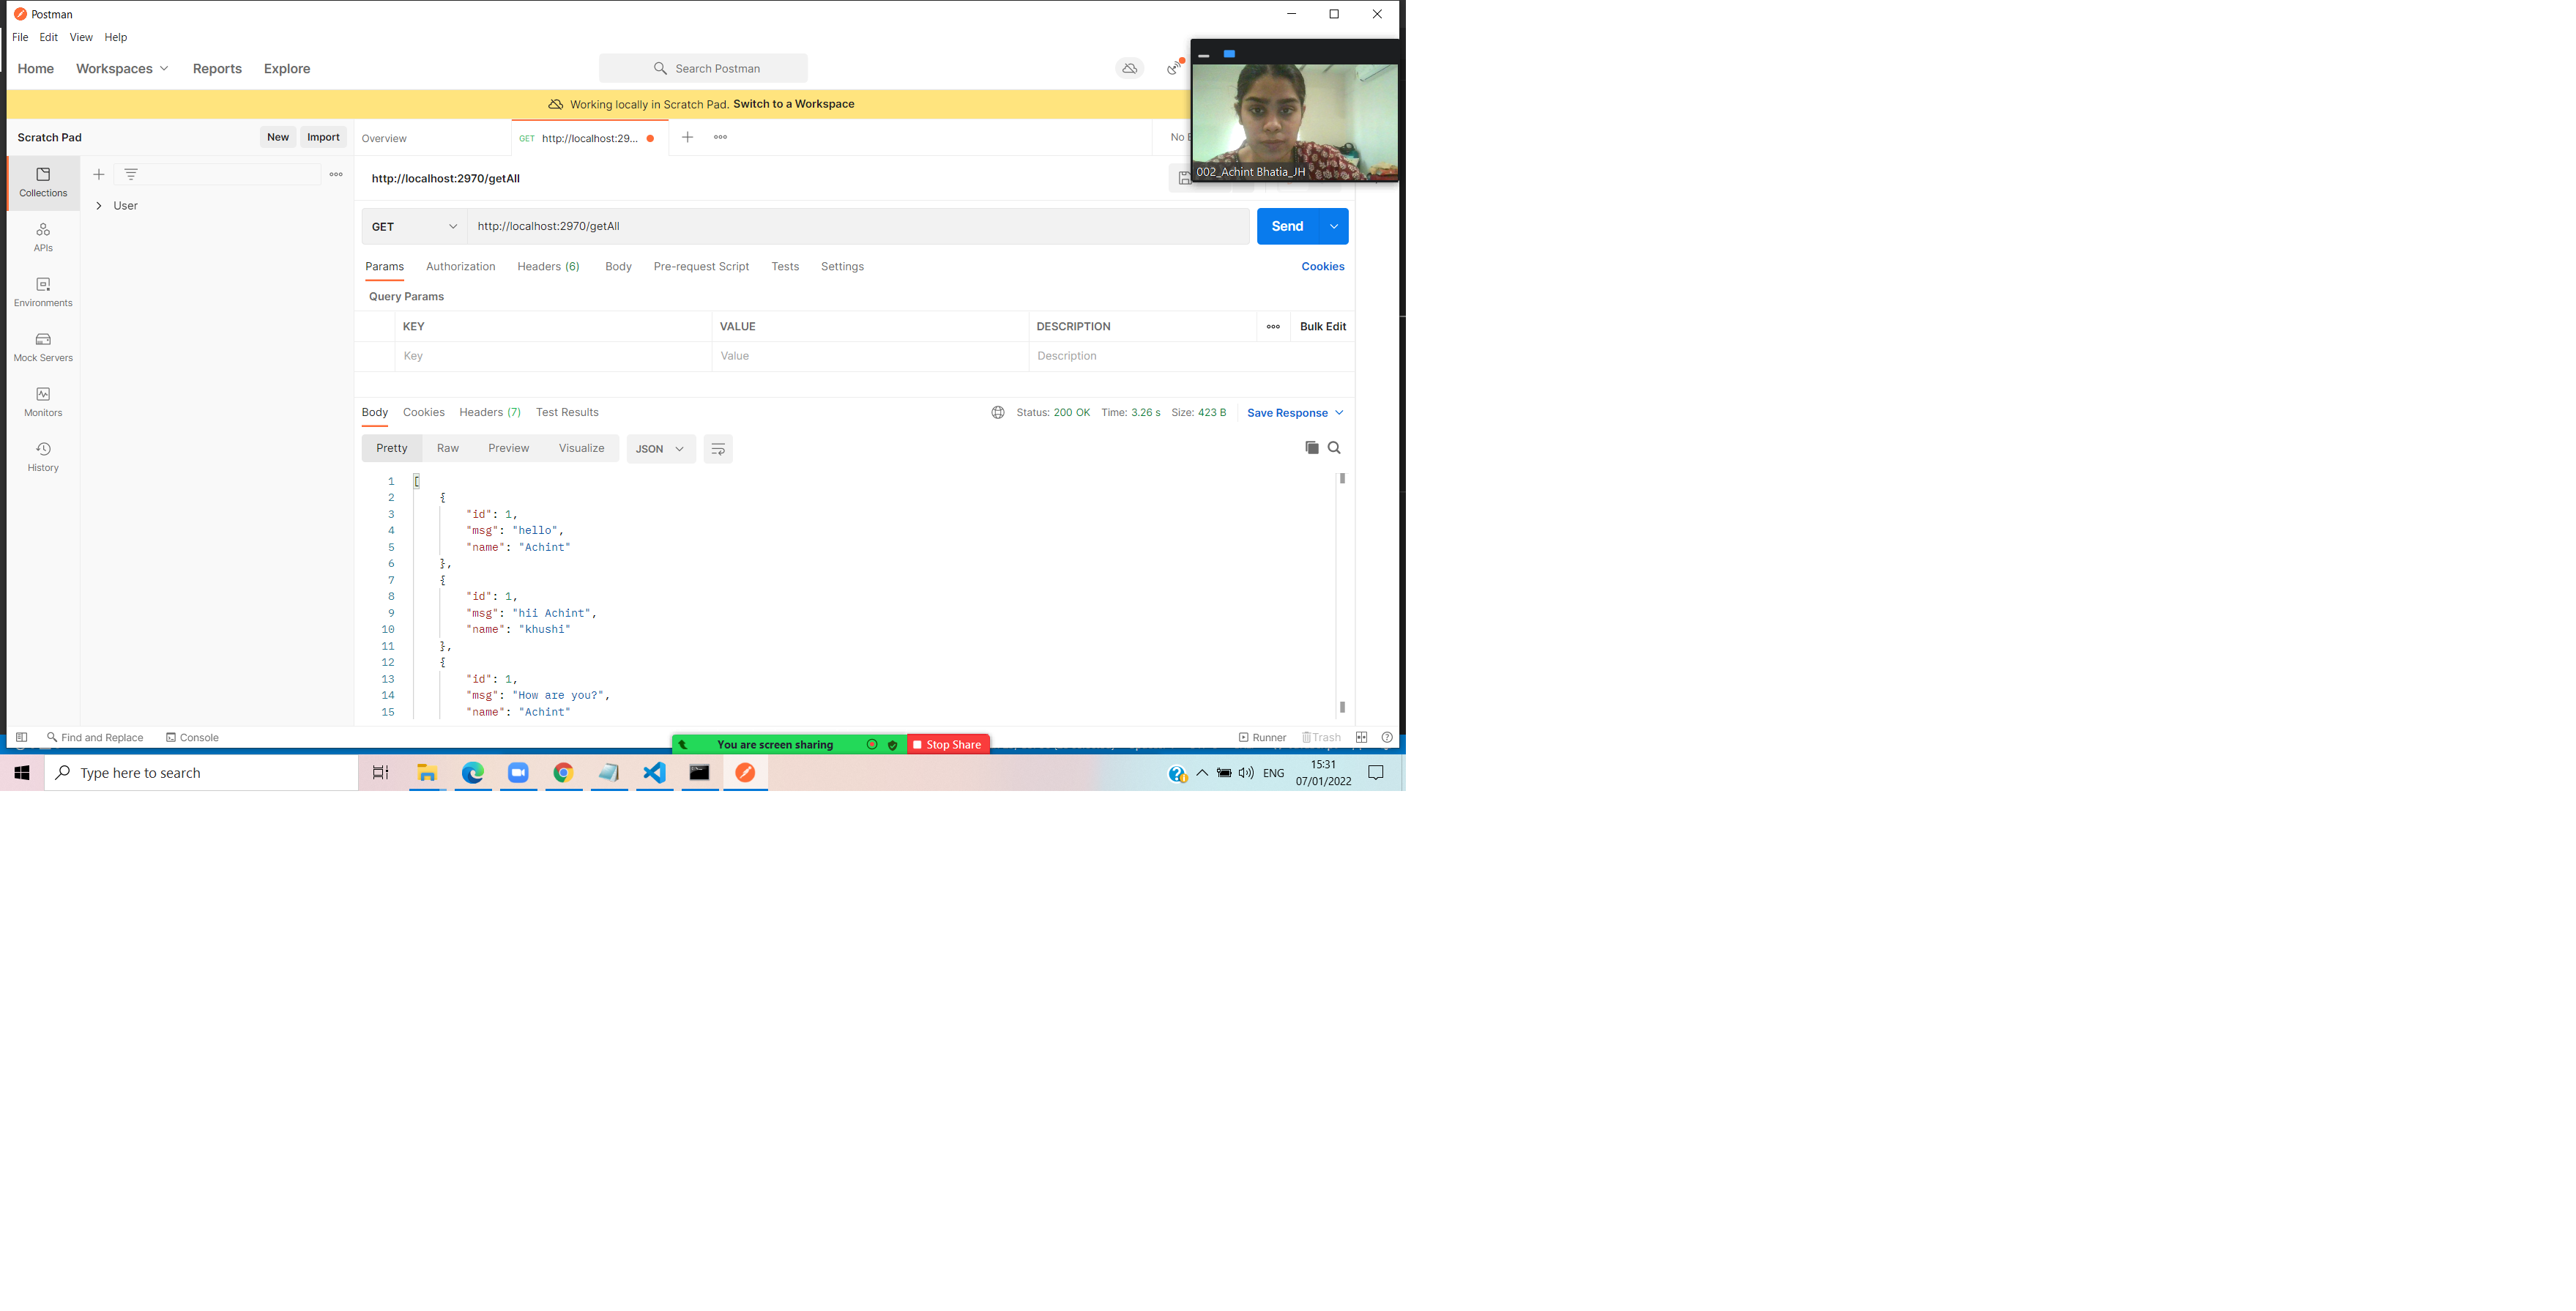 Postman
File Edit View Help
Home Workspaces Reports Explore
Search Postman
Working locally in Scratch Pad. Switch to a Workspace
Scratch Pad New Import
Overview GET http://localhost:29... No
002_Achint Bhatia_JH
Collections
User
APIs
Environments
Mock Servers
Monitors
History
http://localhost:2970/getAll
GET http://localhost:2970/getAll Send
Params Authorization Headers (6) Body Pre-request Script Tests Settings Cookies
Query Params
KEY VALUE DESCRIPTION Bulk Edit
Key Value Description
Body Cookies Headers (7) Test Results Status: 200 OK Time: 3.26 s Size: 423 B Save Response
Pretty Raw Preview Visualize JSON
1 [
2 {
3 "id": 1,
4 "msg": "hello",
5 "name": "Achint"
6 },
7 {
8 "id": 1,
9 "msg": "hii Achint",
10 "name": "khushi"
11 },
12 {
13 "id": 1,
14 "msg": "How are you?",
15 "name": "Achint"
Find and Replace Console Runner Trash
You are screen sharing Stop Share
Type here to search
ENG
15:31
07/01/2022